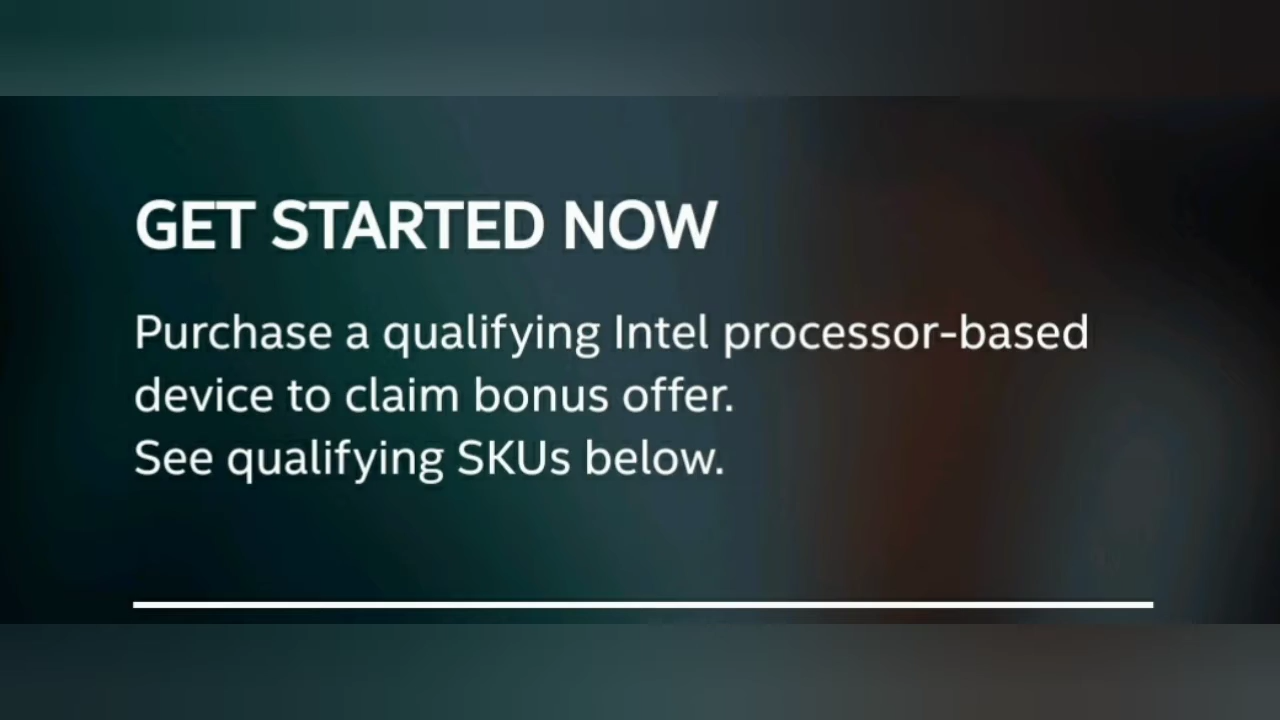 GET STARTED NOW
Purchase a qualifying Intel processor-based
device to claim bonus offer.
See qualifying SKUs below.